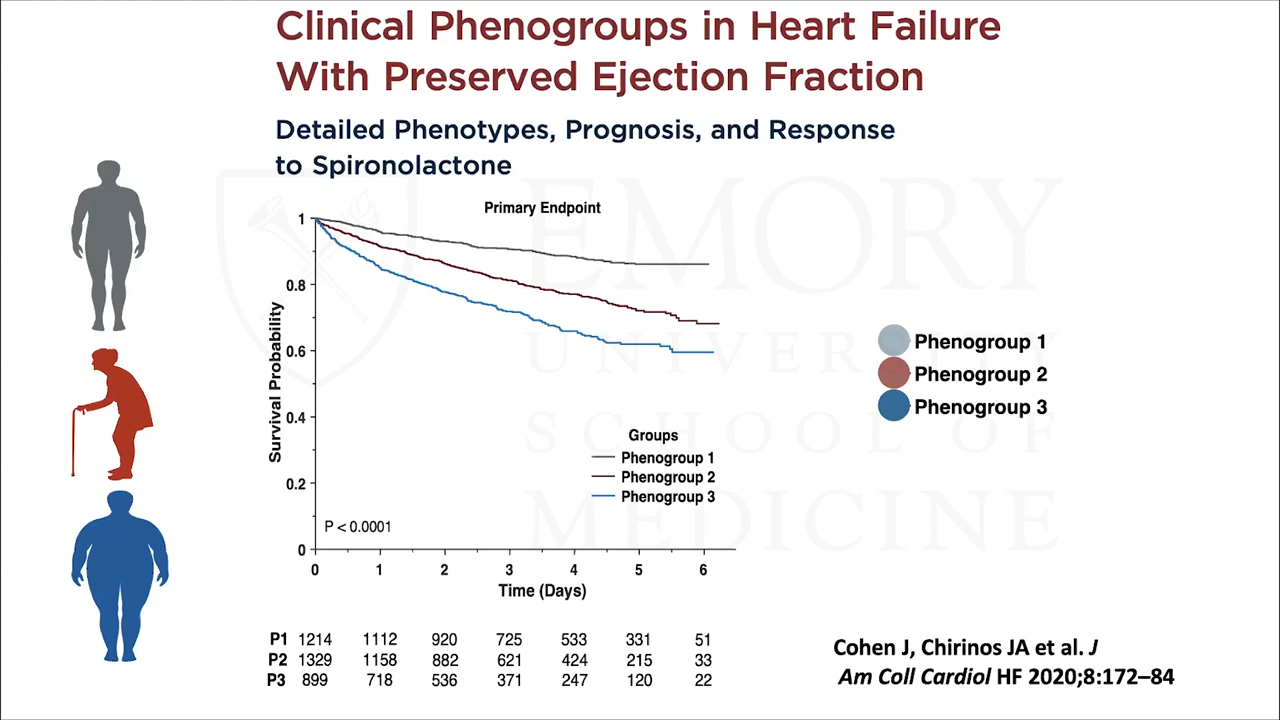 Clinical Phenogroups in Heart Failure
With Preserved Ejection Fraction
Detailed Phenotypes, Prognosis, and Response
to Spironolactone
EMORY
UNIVERSITY
SCHOOL OF
MEDICINE
Primary Endpoint
Survival Probability
1
0.8
0.6
0.4
0.2
0
Groups
Phenogroup 1
Phenogroup 2
Phenogroup 3
P < 0.0001
0 1 2 3 4 5 6
Time (Days)
P1 1214 1112 920 725 533 331 51
P2 1329 1158 882 621 424 215 33
P3 899 718 536 371 247 120 22
Phenogroup 1
Phenogroup 2
Phenogroup 3
Cohen J, Chirinos JA et al. J
Am Coll Cardiol HF 2020;8:172–84